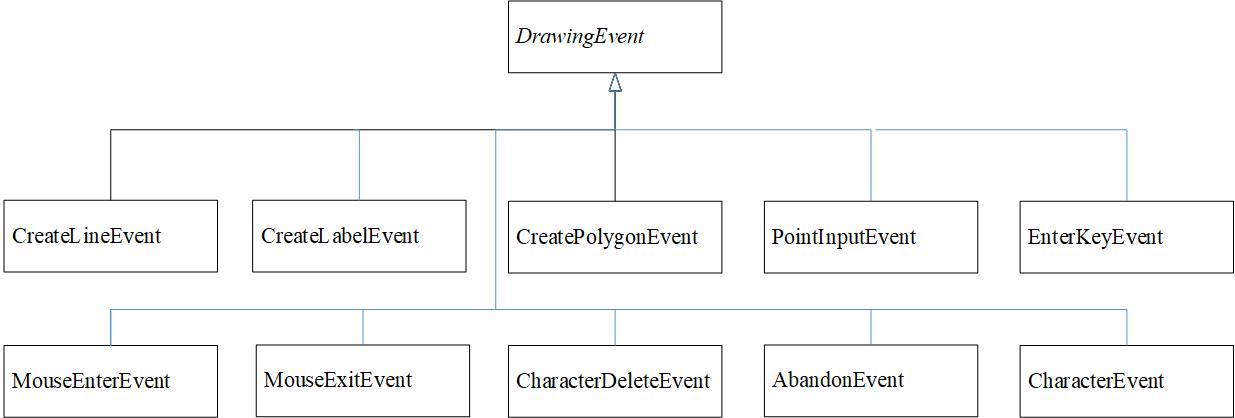 DrawingEvent
CreateLineEvent
CreateLabelEvent
CreatePolygonEvent
PointInputEvent
EnterKeyEvent
MouseEnterEvent
MouseExitEvent
CharacterDeleteEvent
AbandonEvent
CharacterEvent